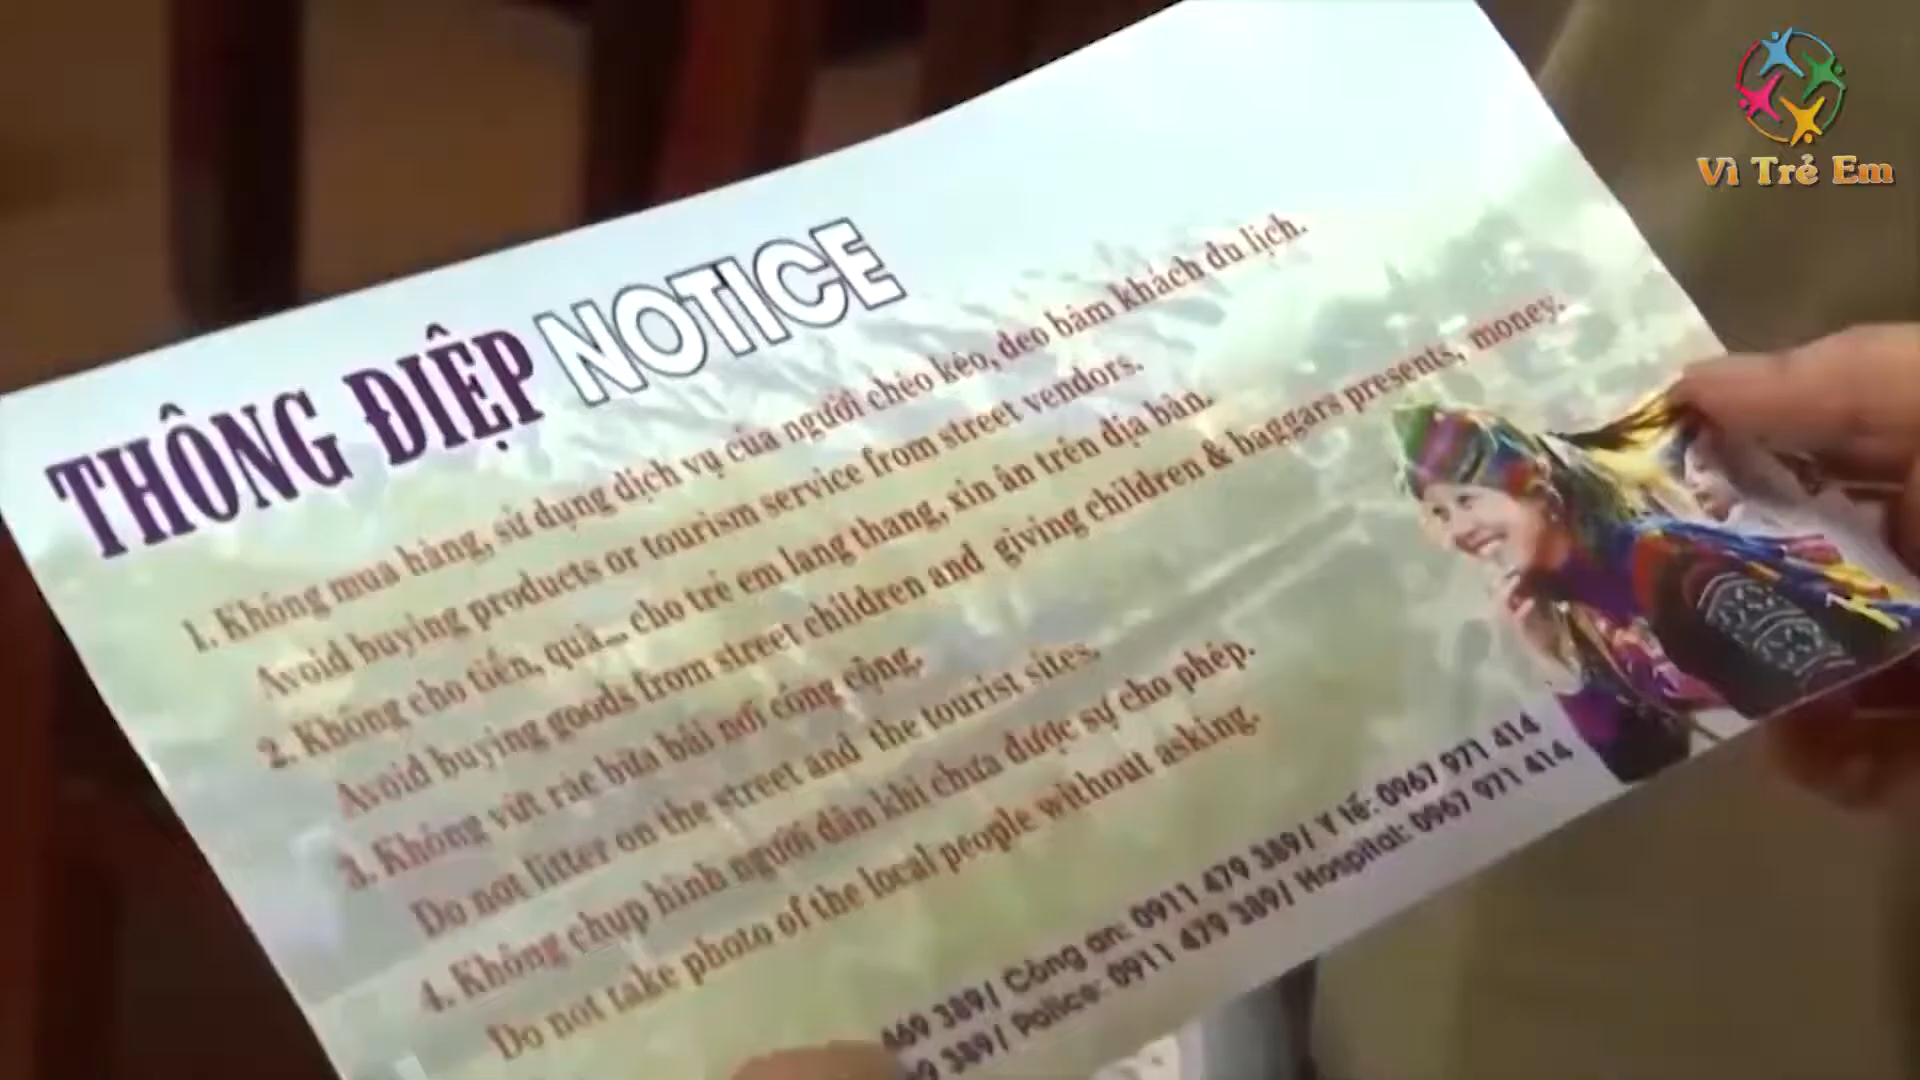 Vì Trẻ Em
THÔNG ĐIỆP NOTICE
1. Không mua hàng, sử dụng dịch vụ của người chèo kéo, đeo bám khách du lịch.
Avoid buying products or tourism service from street vendors.
2. Không cho tiền, quà... cho trẻ em lang thang, xin ăn trên địa bàn.
Avoid buying goods from street children and giving children & baggars presents, money.
3. Không vứt rác bừa bãi nơi công cộng.
Do not litter on the street and the tourist sites.
4. Không chụp hình người dân khi chưa được sự cho phép.
Do not take photo of the local people without asking.
469 389/ Công an: 0911 479 389/ Y tế: 0967 971 414
389/ Police: 0911 479 389/ Hospital: 0967 971 414